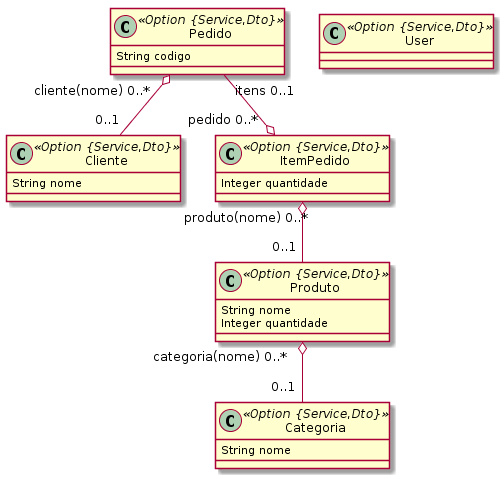 C «Option {Service,Dto}»
Pedido
String codigo
C «Option {Service,Dto}»
User
cliente(nome) 0..*
itens 0..1
0..1
pedido 0..*
C «Option {Service,Dto}»
Cliente
String nome
C «Option {Service,Dto}»
ItemPedido
Integer quantidade
produto(nome) 0..*
0..1
C «Option {Service,Dto}»
Produto
String nome
Integer quantidade
categoria(nome) 0..*
0..1
C «Option {Service,Dto}»
Categoria
String nome